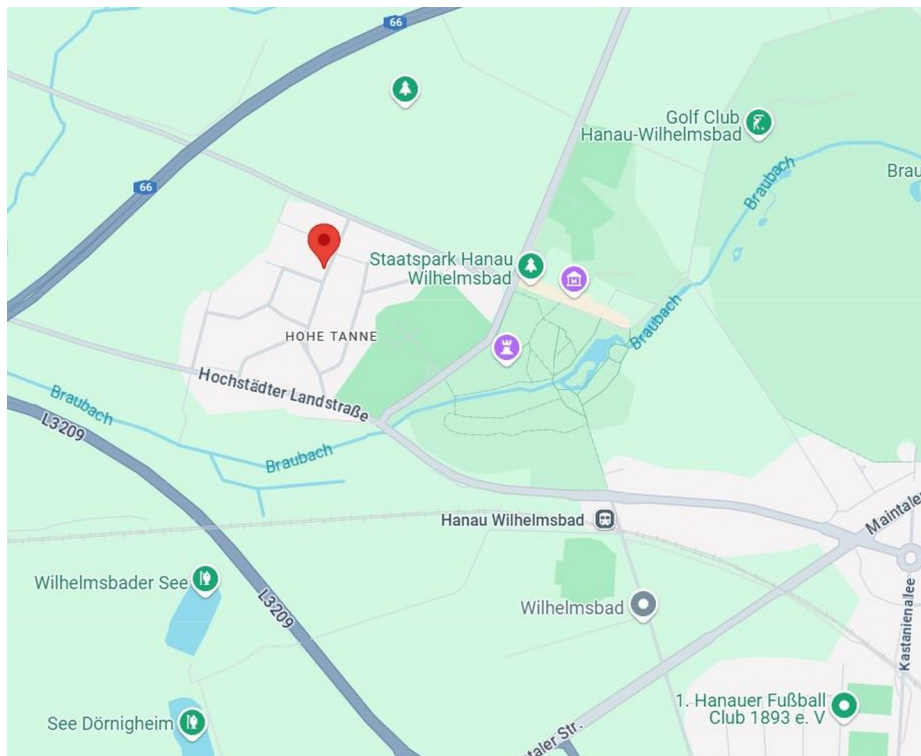 66
66
Golf Club
Hanau-Wilhelmsbad
Braubach
Brau
Staatspark Hanau
Wilhelmsbad
HOHE TANNE
Braubach
Hochstädter Landstraße
Braubach
L3209
Braubach
Hanau Wilhelmsbad
Maintaler
Wilhelmsbader See
L3209
Wilhelmsbad
Kastanienallee
1. Hanauer Fußball
Club 1893 e. V
See Dörnigheim
taler Str.